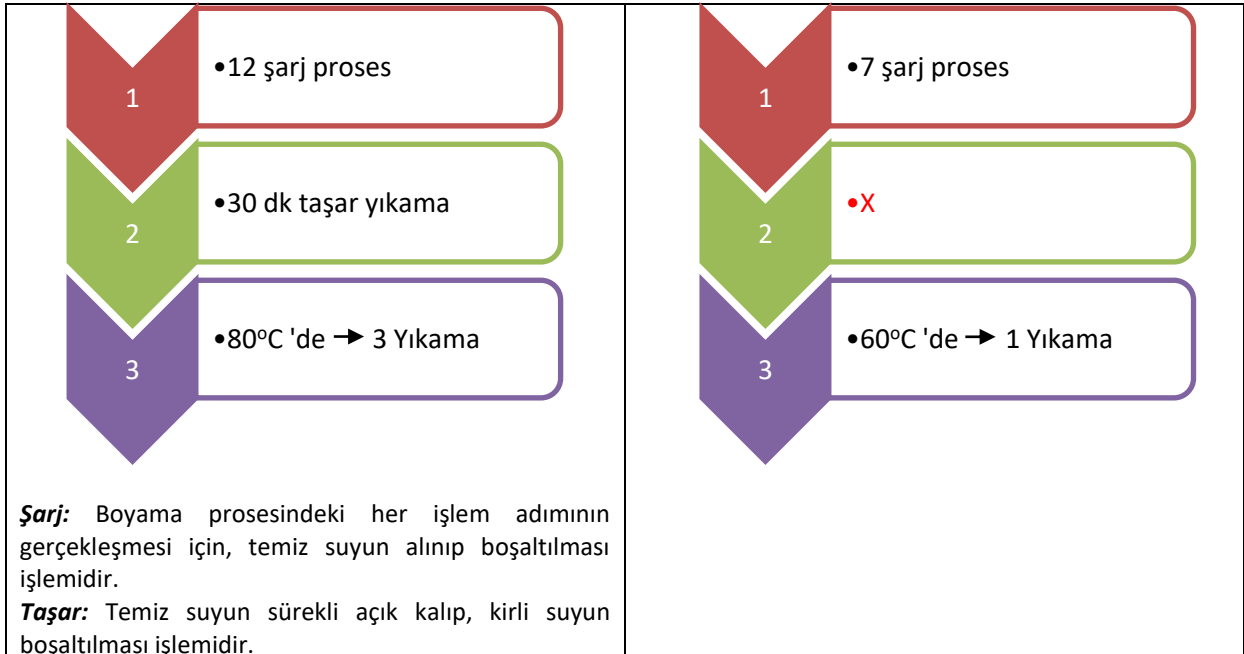 1
•12 şarj proses
2
•30 dk taşar yıkama
3
•80°C 'de → 3 Yıkama
Şarj: Boyama prosesindeki her işlem adımının
gerçekleşmesi için, temiz suyun alınıp boşaltılması
işlemidir.
Taşar: Temiz suyun sürekli açık kalıp, kirli suyun
boşaltılması işlemidir.
1
•7 şarj proses
2
•X
3
•60°C 'de → 1 Yıkama